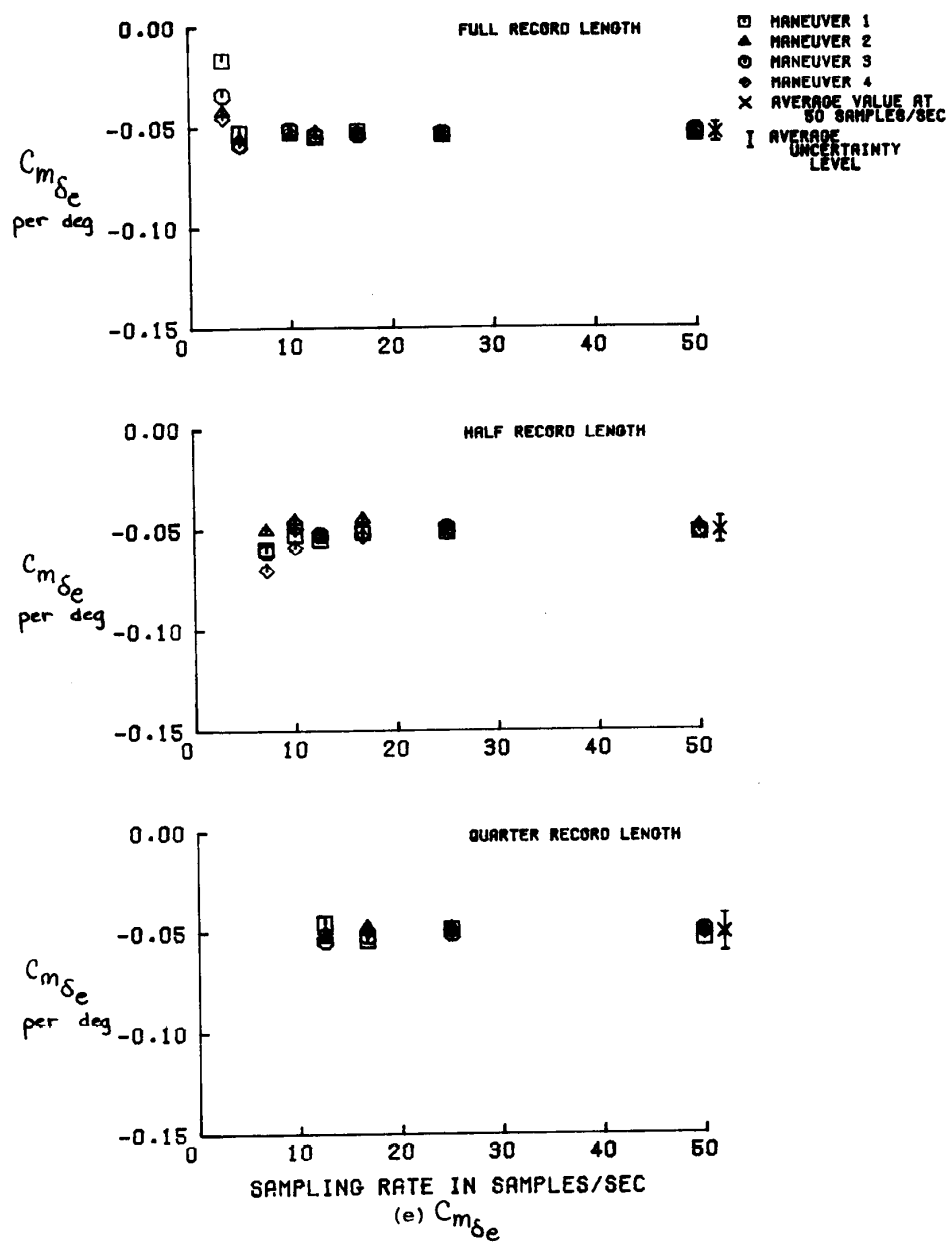 FULL RECORD LENGTH
MANEUVER 1
MANEUVER 2
MANEUVER 3
MANEUVER 4
AVERAGE VALUE AT
50 SAMPLES/SEC
AVERAGE
UNCERTAINTY
LEVEL
0.00
-0.05
-0.10
-0.15
Cmδe
per deg
0 10 20 30 40 50
HALF RECORD LENGTH
0.00
-0.05
-0.10
-0.15
Cmδe
per deg
0 10 20 30 40 50
QUARTER RECORD LENGTH
0.00
-0.05
-0.10
-0.15
Cmδe
per deg
0 10 20 30 40 50
SAMPLING RATE IN SAMPLES/SEC
(e) Cmδe